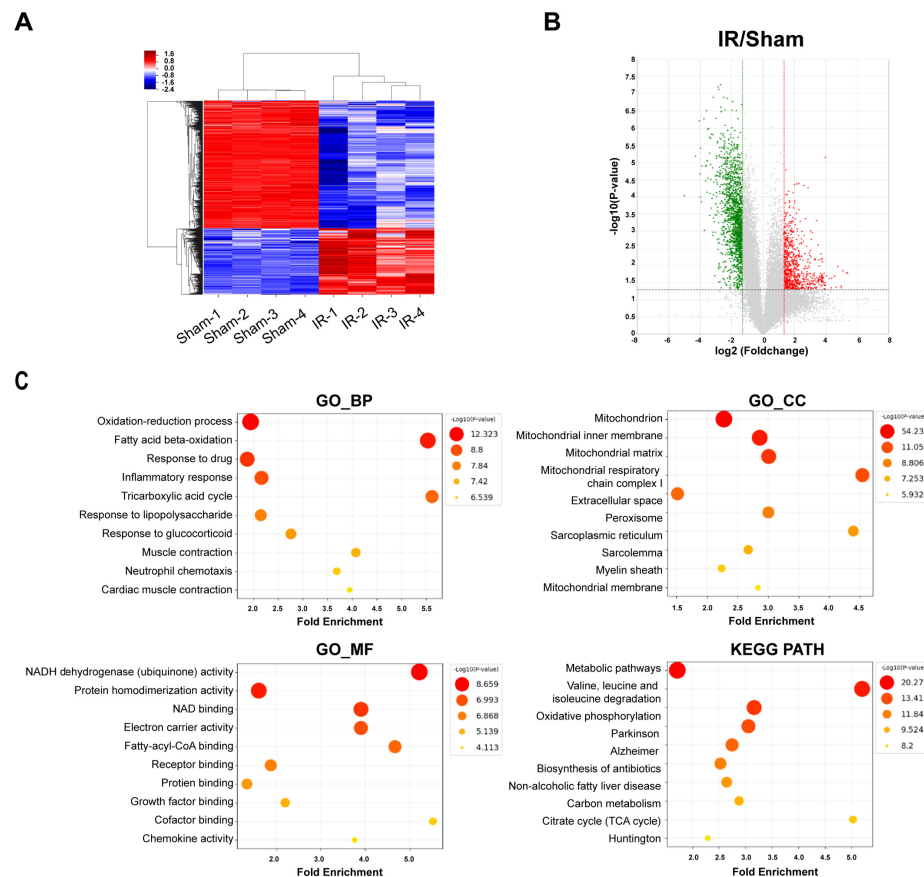 A
1.6
0.8
-0.0
-0.8
-1.6
-2.4
Sham-1
Sham-2
Sham-3
Sham-4
IR-1
IR-2
IR-3
IR-4
B
IR/Sham
-log10(P-value)
8
7.5
7
6.5
6
5.5
5
4.5
4
3.5
3
2.5
2
1.5
1
0.5
0
-8
-6
-4
-2
0
2
4
6
8
log2 (Foldchange)
C
GO_BP
Oxidation-reduction process
Fatty acid beta-oxidation
Response to drug
Inflammatory response
Tricarboxylic acid cycle
Response to lipopolysaccharide
Response to glucocorticoid
Muscle contraction
Neutrophil chemotaxis
Cardiac muscle contraction
2.0 2.5 3.0 3.5 4.0 4.5 5.0 5.5
Fold Enrichment
-Log10(P-value)
12.323
8.8
7.84
7.42
6.539
GO_CC
Mitochondrion
Mitochondrial inner membrane
Mitochondrial matrix
Mitochondrial respiratory
chain complex I
Extracellular space
Peroxisome
Sarcoplasmic reticulum
Sarcolemma
Myelin sheath
Mitochondrial membrane
1.5 2.0 2.5 3.0 3.5 4.0 4.5
Fold Enrichment
-Log10(P-value)
54.23
11.05
8.806
7.253
5.932
GO_MF
NADH dehydrogenase (ubiquinone) activity
Protein homodimerization activity
NAD binding
Electron carrier activity
Fatty-acyl-CoA binding
Receptor binding
Protien binding
Growth factor binding
Cofactor binding
Chemokine activity
2.0 3.0 4.0 5.0
Fold Enrichment
-Log10(P-value)
8.659
6.993
6.868
5.139
4.113
KEGG PATH
Metabolic pathways
Valine, leucine and
isoleucine degradation
Oxidative phosphorylation
Parkinson
Alzheimer
Biosynthesis of antibiotics
Non-alcoholic fatty liver disease
Carbon metabolism
Citrate cycle (TCA cycle)
Huntington
2.0 2.5 3.0 3.5 4.0 4.5 5.0
Fold Enrichment
-Log10(P-value)
20.27
13.41
11.84
9.524
8.2